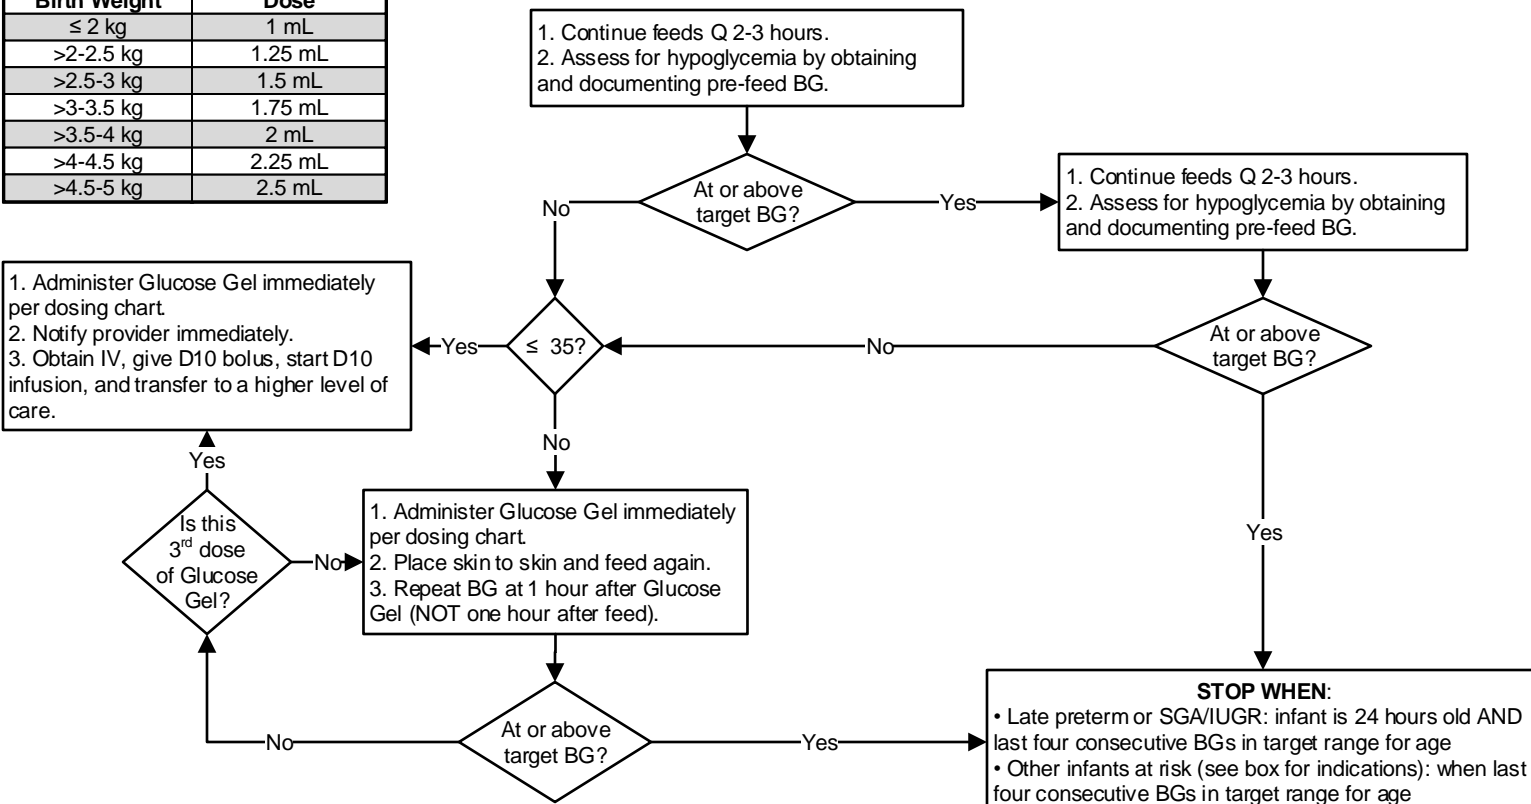 Birth Weight Dose
≤ 2 kg 1 mL
>2-2.5 kg 1.25 mL
>2.5-3 kg 1.5 mL
>3-3.5 kg 1.75 mL
>3.5-4 kg 2 mL
>4-4.5 kg 2.25 mL
>4.5-5 kg 2.5 mL
1. Continue feeds Q 2-3 hours.
2. Assess for hypoglycemia by obtaining
and documenting pre-feed BG.
At or above
target BG?
No
Yes
1. Continue feeds Q 2-3 hours.
2. Assess for hypoglycemia by obtaining
and documenting pre-feed BG.
At or above
target BG?
No
Yes
≤ 35?
Yes
No
1. Administer Glucose Gel immediately
per dosing chart.
2. Notify provider immediately.
3. Obtain IV, give D10 bolus, start D10
infusion, and transfer to a higher level of
care.
Yes
Is this
3rd dose
of Glucose
Gel?
No
1. Administer Glucose Gel immediately
per dosing chart.
2. Place skin to skin and feed again.
3. Repeat BG at 1 hour after Glucose
Gel (NOT one hour after feed).
At or above
target BG?
No
Yes
STOP WHEN:
• Late preterm or SGA/IUGR: infant is 24 hours old AND
last four consecutive BGs in target range for age
• Other infants at risk (see box for indications): when last
four consecutive BGs in target range for age